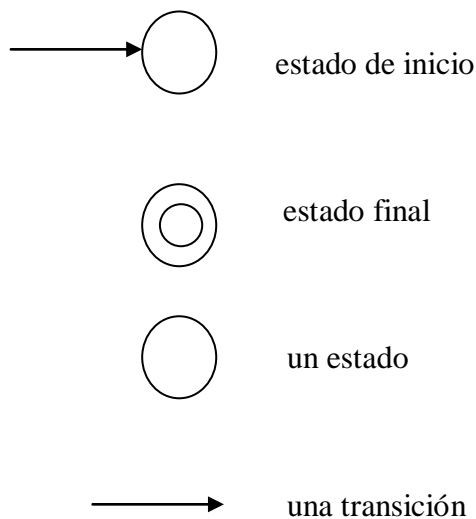 estado de inicio
estado final
un estado
una transición